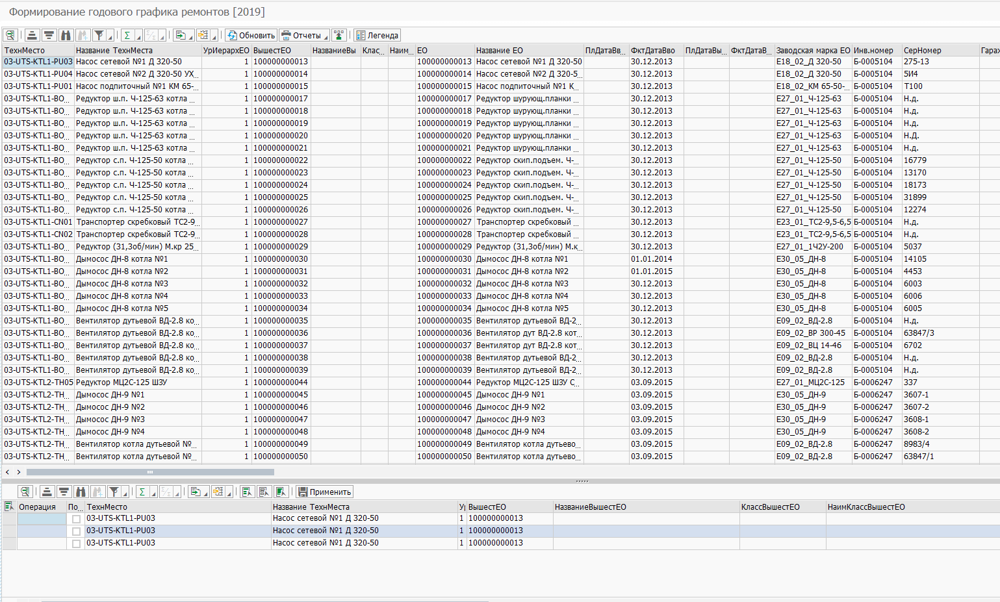 Формирование годового графика ремонтов [2019]
Обновить Отчеты Легенда
ТехнМесто Название ТехнМеста УрИерархЕО ВышестЕО НазваниеВы Клас... Наим... ЕО Название ЕО ПлДатаВв... ФктДатаВво ПлДатаВы... ФктДатаВ... Заводская марка ЕО Инв.номер СерНомер Гараж
03-UTS-KTL1-PU03 Насос сетевой №1 Д 320-50 1 100000000013 100000000013 Насос сетевой №1 Д 320-50 30.12.2013 E18_02_Д 320-50 Б-0005104 275-13
03-UTS-KTL1-PU04 Насос сетевой №2 Д 320-50 УХ... 1 100000000014 100000000014 Насос сетевой №2 Д 320-5... 30.12.2013 E18_02_Д 320-50 Б-0005104 5И4
03-UTS-KTL1-PU01 Насос подпиточный №1 КМ 65-... 1 100000000015 100000000015 Насос подпиточный №1 К... 30.12.2013 E18_02_КМ 65-50-... Б-0005104 Т100
03-UTS-KTL1-BO... Редуктор ш.п. Ч-125-63 котла ... 1 100000000017 100000000017 Редуктор шурующ.планки ... 30.12.2013 E27_01_Ч-125-63 Б-0005104 Н.д.
03-UTS-KTL1-BO... Редуктор ш.п. Ч-125-63 котла ... 1 100000000018 100000000018 Редуктор шурующ.планки ... 30.12.2013 E27_01_Ч-125-63 Б-0005104 Н.д.
03-UTS-KTL1-BO... Редуктор ш.п. Ч-125-63 котла ... 1 100000000019 100000000019 Редуктор шурующ.планки ... 30.12.2013 E27_01_Ч-125-63 Б-0005104 Н.д.
03-UTS-KTL1-BO... Редуктор ш.п. Ч-125-63 котла ... 1 100000000020 100000000020 Редуктор шурующ.планки ... 30.12.2013 E27_01_Ч-125-63 Б-0005104 Н.Д.
03-UTS-KTL1-BO... Редуктор ш.п. Ч-125-63 котла ... 1 100000000021 100000000021 Редуктор шурующ.планки ... 30.12.2013 E27_01_Ч-125-63 Б-0005104 Н.д.
03-UTS-KTL1-BO... Редуктор с.п. Ч-125-50 котла ... 1 100000000022 100000000022 Редуктор скип.подъем. Ч-... 30.12.2013 E27_01_Ч-125-50 Б-0005104 16779
03-UTS-KTL1-BO... Редуктор с.п. Ч-125-50 котла ... 1 100000000023 100000000023 Редуктор скип.подъем. Ч-... 30.12.2013 E27_01_Ч-125-50 Б-0005104 13170
03-UTS-KTL1-BO... Редуктор с.п. Ч-125-50 котла ... 1 100000000024 100000000024 Редуктор скип.подъем. Ч-... 30.12.2013 E27_01_Ч-125-50 Б-0005104 18173
03-UTS-KTL1-BO... Редуктор с.п. Ч-125-50 котла ... 1 100000000025 100000000025 Редуктор скип.подъем. Ч-... 30.12.2013 E27_01_Ч-125-50 Б-0005104 31899
03-UTS-KTL1-BO... Редуктор с.п. Ч-125-50 котла ... 1 100000000026 100000000026 Редуктор скип.подъем. Ч-... 30.12.2013 E27_01_Ч-125-50 Б-0005104 12274
03-UTS-KTL1-CN01 Транспортер скребковый ТС2-9... 1 100000000027 100000000027 Транспортер скребковый ... 30.12.2013 E23_01_ТС2-9,5-6,5 Б-0005104 Н.д.
03-UTS-KTL1-CN02 Транспортер скребковый ТС2-9... 1 100000000028 100000000028 Транспортер скребковый ... 30.12.2013 E23_01_ТС2-9,5-6,5 Б-0005104 Н.д.
03-UTS-KTL1-BO... Редуктор (31,3об/мин) М.кр 25... 1 100000000029 100000000029 Редуктор (31,3об/мин) М.к... 30.12.2013 E27_01_1Ч2У-200 Б-0005104 5037
03-UTS-KTL1-BO... Дымосос ДН-8 котла №1 1 100000000030 100000000030 Дымосос ДН-8 котла №1 01.01.2014 E30_05_ДН-8 Б-0005104 14105
03-UTS-KTL1-BO... Дымосос ДН-8 котла №2 1 100000000031 100000000031 Дымосос ДН-8 котла №2 01.01.2015 E30_05_ДН-8 Б-0005104 4453
03-UTS-KTL1-BO... Дымосос ДН-8 котла №3 1 100000000032 100000000032 Дымосос ДН-8 котла №3 30.12.2013 E30_05_ДН-8 Б-0005104 6003
03-UTS-KTL1-BO... Дымосос ДН-8 котла №4 1 100000000033 100000000033 Дымосос ДН-8 котла №4 30.12.2013 E30_05_ДН-8 Б-0005104 6006
03-UTS-KTL1-BO... Дымосос ДН-8 котла №5 1 100000000034 100000000034 Дымосос ДН-8 котла №5 30.12.2013 E30_05_ДН-8 Б-0005104 6005
03-UTS-KTL1-BO... Вентилятор дутьевой ВД-2.8 ко... 1 100000000035 100000000035 Вентилятор дутьевой ВД-2... 30.12.2013 E09_02_ВД-2.8 Б-0005104 Н.д.
03-UTS-KTL1-BO... Вентилятор дутьевой ВД-2.8 ко... 1 100000000036 100000000036 Вентилятор дут ВД-2.8 кот... 30.12.2013 E09_02_ВР 300-45 Б-0005104 63847/3
03-UTS-KTL1-BO... Вентилятор дутьевой ВД-2.8 ко... 1 100000000037 100000000037 Вентилятор дут ВД-2.8 кот... 30.12.2013 E09_02_ВЦ 14-46 Б-0005104 6702
03-UTS-KTL1-BO... Вентилятор дутьевой ВД-2.8 ко... 1 100000000038 100000000038 Вентилятор дутьевой ВД-2... 30.12.2013 E09_02_ВД-2.8 Б-0005104 Н.д.
03-UTS-KTL1-BO... Вентилятор дутьевой ВД-2.8 ко... 1 100000000039 100000000039 Вентилятор дутьевой ВД-2... 30.12.2013 E09_02_ВД-2.8 Б-0005104 Н.д.
03-UTS-KTL2-TH05 Редуктор МЦ2С-125 ШЗУ 1 100000000044 100000000044 Редуктор МЦ2С-125 ШЗУ С... 03.09.2015 E27_01_МЦ2С-125 Б-0006247 337
03-UTS-KTL2-TH... Дымосос ДН-9 №1 1 100000000045 100000000045 Дымосос ДН-9 №1 03.09.2015 E30_05_ДН-9 Б-0006247 3607-1
03-UTS-KTL2-TH... Дымосос ДН-9 №2 1 100000000046 100000000046 Дымосос ДН-9 №2 03.09.2015 E30_05_ДН-9 Б-0006247 3607-2
03-UTS-KTL2-TH... Дымосос ДН-9 №3 1 100000000047 100000000047 Дымосос ДН-9 №3 03.09.2015 E30_05_ДН-9 Б-0006247 3608-1
03-UTS-KTL2-TH... Дымосос ДН-9 №4 1 100000000048 100000000048 Дымосос ДН-9 №4 03.09.2015 E30_05_ДН-9 Б-0006247 3608-2
03-UTS-KTL2-TH... Вентилятор котла дутьевой №... 1 100000000049 100000000049 Вентилятор котла дутьево... 03.09.2015 E09_02_ВД-2.8 Б-0006247 8983/4
03-UTS-KTL2-TH... Вентилятор котла дутьевой №... 1 100000000050 100000000050 Вентилятор котла дутьево... 03.09.2015 E09_02_ВД-2.8 Б-0006247 63847/1
Применить
Операция По... ТехнМесто Название ТехнМеста Ур ВышестЕО НазваниеВышестЕО КлассВышестЕО НаимКлассВышестЕО
03-UTS-KTL1-PU03 Насос сетевой №1 Д 320-50 1 100000000013
03-UTS-KTL1-PU03 Насос сетевой №1 Д 320-50 1 100000000013
03-UTS-KTL1-PU03 Насос сетевой №1 Д 320-50 1 100000000013